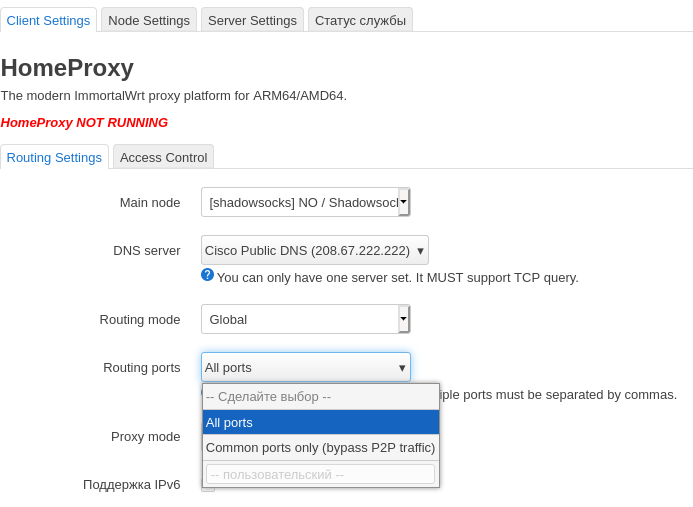 Client Settings Node Settings Server Settings Статус службы
HomeProxy
The modern ImmortalWrt proxy platform for ARM64/AMD64.
HomeProxy NOT RUNNING
Routing Settings Access Control
Main node [shadowsocks] NO / Shadowsocl
DNS server Cisco Public DNS (208.67.222.222)
You can only have one server set. It MUST support TCP query.
Routing mode Global
Routing ports All ports
ports must be separated by commas.
-- Сделайте выбор --
All ports
Proxy mode
Common ports only (bypass P2P traffic)
-- пользовательский --
Поддержка IPv6